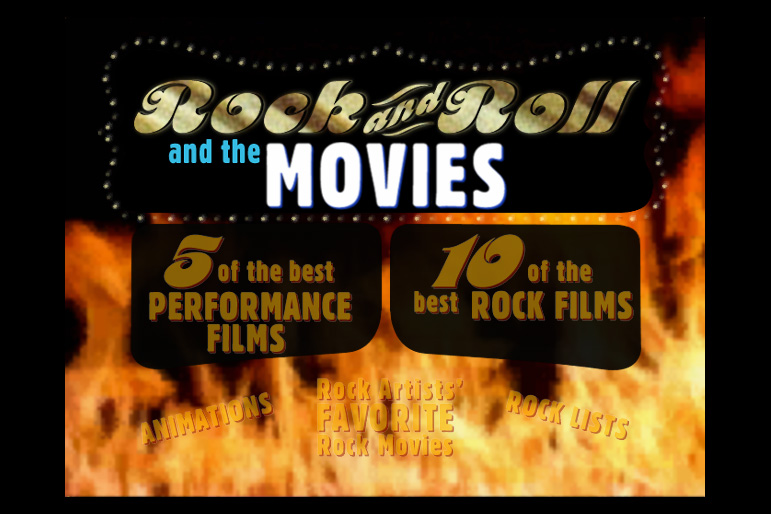 Rock and Roll
and the MOVIES
5 of the best
PERFORMANCE
FILMS
10 of the
best ROCK FILMS
ANIMATIONS
Rock Artists'
FAVORITE
Rock Movies
ROCK LISTS